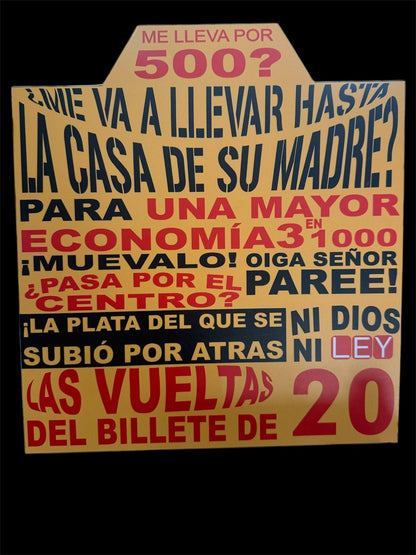 ME LLEVA POR
500?
¿ME VA A LLEVAR HASTA
LA CASA DE SU MADRE?
PARA UNA MAYOR
ECONOMÍA 3 EN 1000
¡MUEVALO! OIGA SEÑOR
¿PASA POR EL PAREE!
CENTRO?
¡LA PLATA DEL QUE SE NI DIOS
SUBIÓ POR ATRAS NI LEY
LAS VUELTAS
DEL BILLETE DE 20